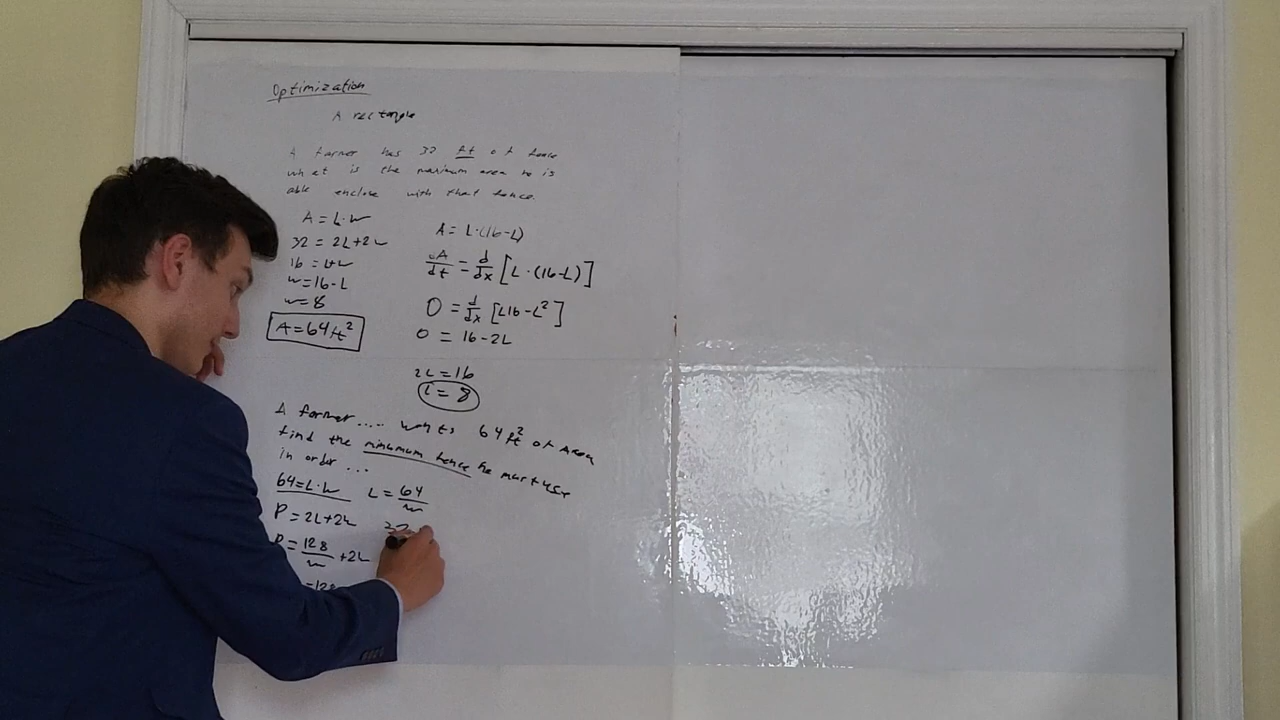 Optimization
A rectangle
A farmer has 32 ft of fence
what is the maximum area he is
able enclose with that fence.
A = L·W
32 = 2L+2W
16 = L+W
W=16-L
W=8
A=64ft²
A = L·(16-L)
dA/dt = d/dx [L·(16-L)]
0 = d/dx [L16-L²]
0 = 16-2L
2L=16
L=8
A farmer .... wants 64ft² of area
find the minimum fence he must use
in order ...
64=L·W L = 64/W
P = 2L+2W
P = 128/W +2W
=128